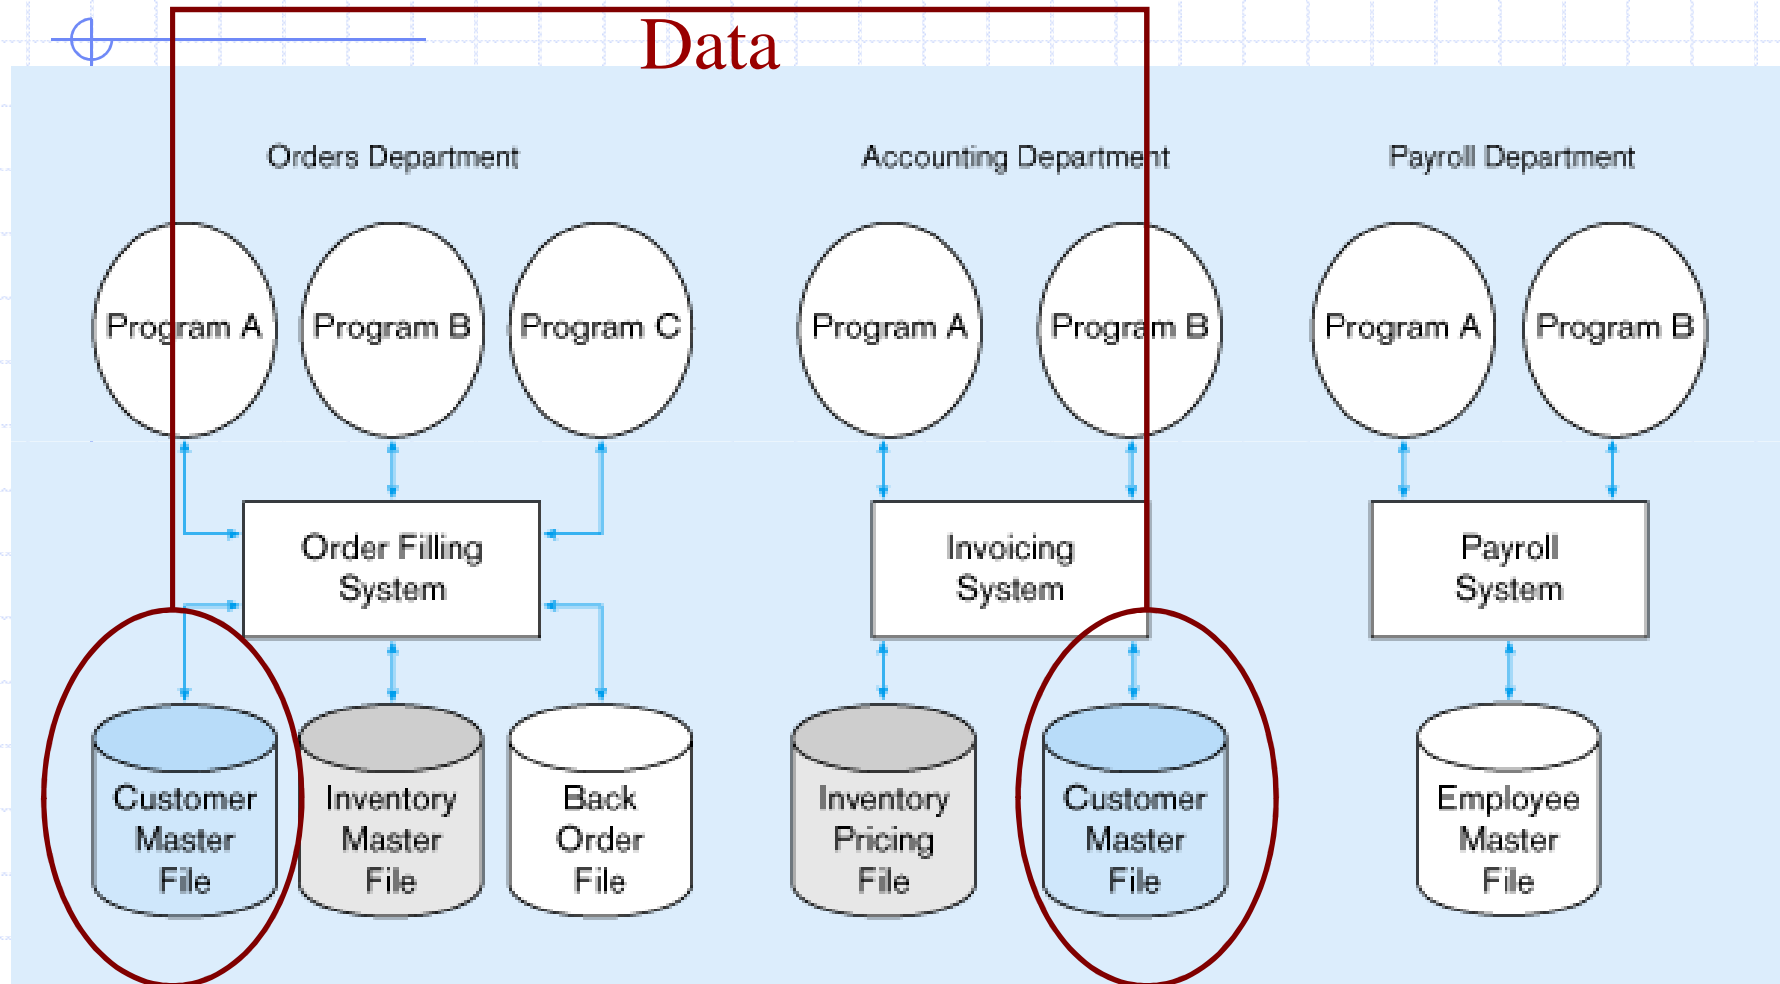 Data
Orders Department
Accounting Department
Payroll Department
Program A
Program B
Program C
Program A
Program B
Program A
Program B
Order Filling
System
Invoicing
System
Payroll
System
Customer
Master
File
Inventory
Master
File
Back
Order
File
Inventory
Pricing
File
Customer
Master
File
Employee
Master
File